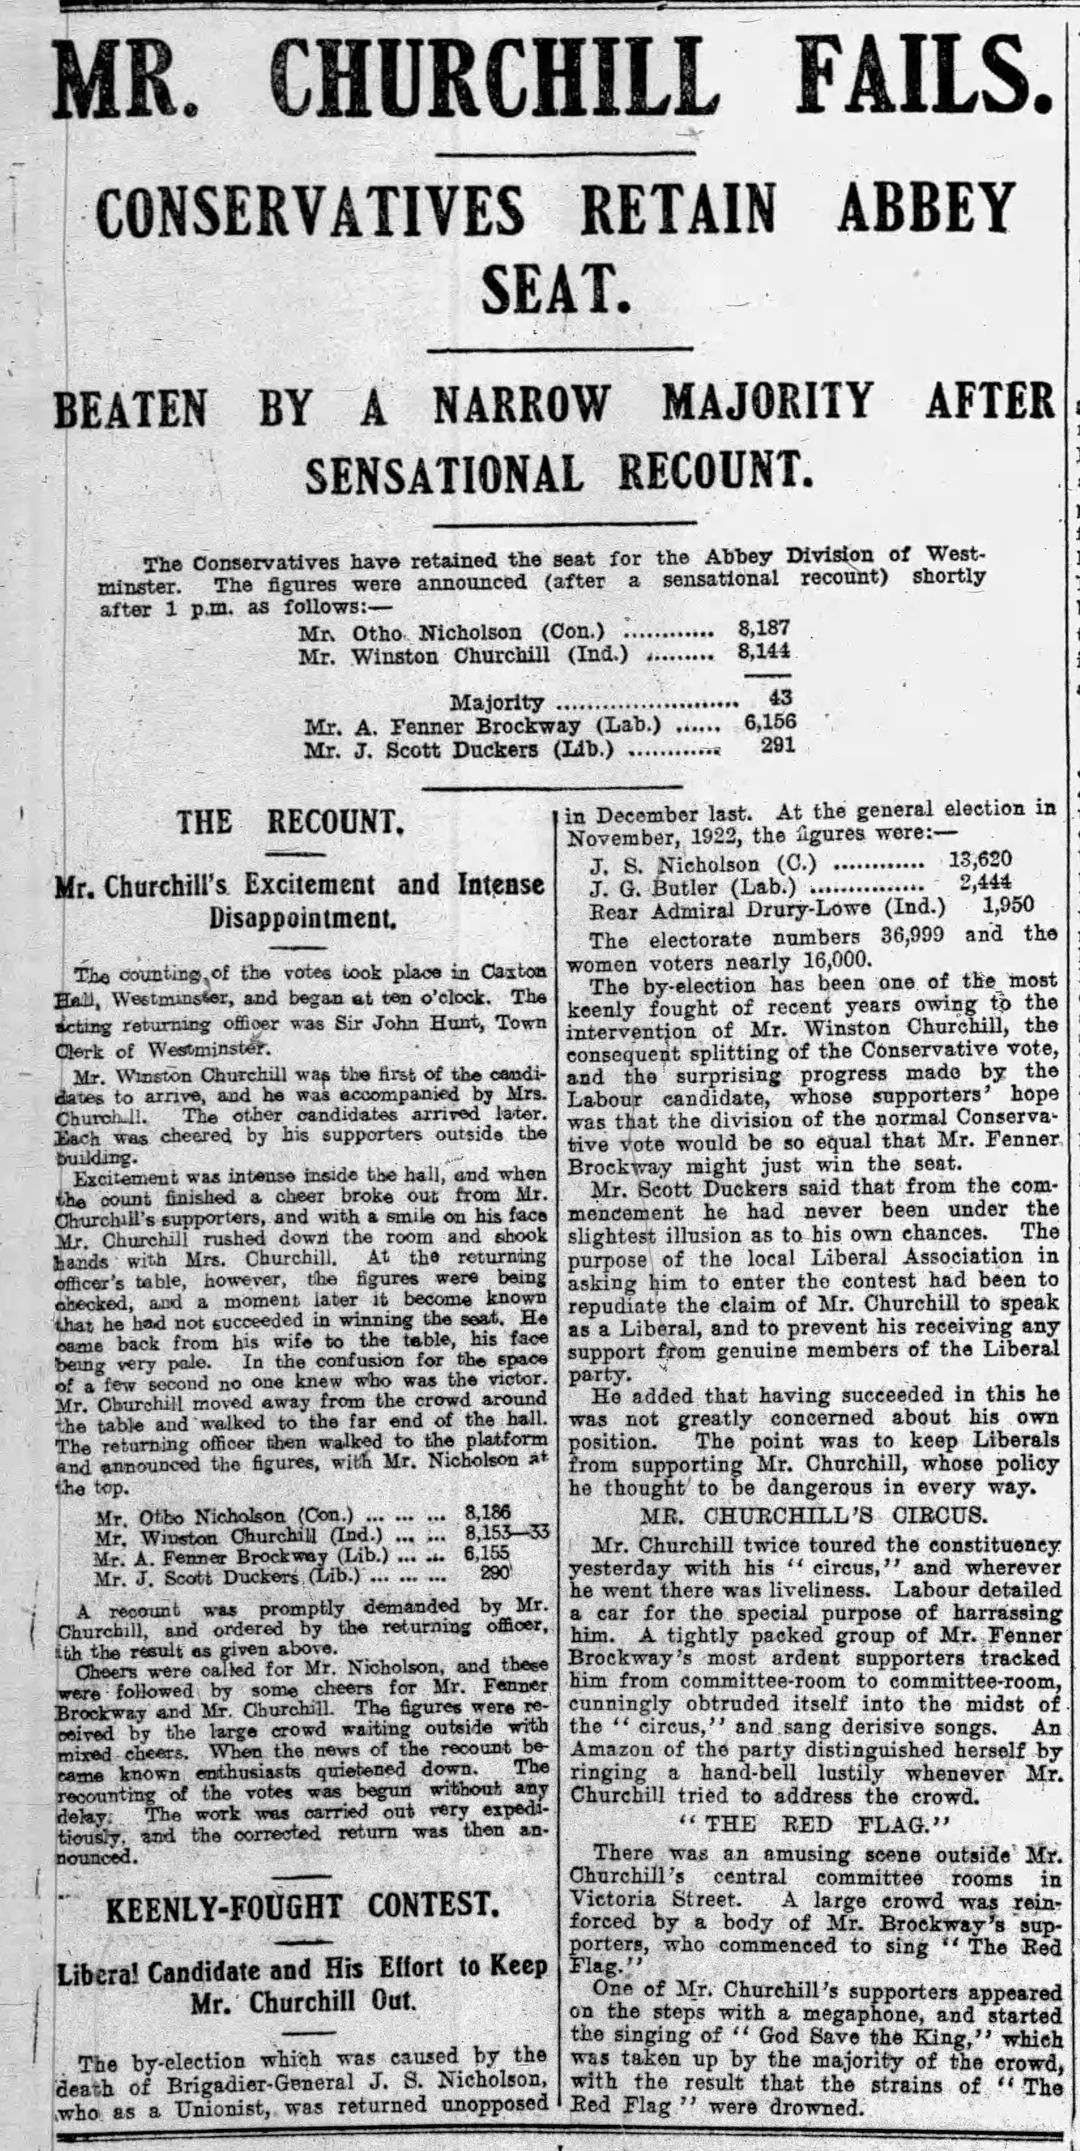 MR. CHURCHILL FAILS.
CONSERVATIVES RETAIN ABBEY
SEAT.
BEATEN BY A NARROW MAJORITY AFTER
SENSATIONAL RECOUNT.
The Conservatives have retained the seat for the Abbey Division of West-
minster. The figures were announced (after a sensational recount) shortly
after 1 p.m. as follows:—
Mr. Otho Nicholson (Con.) ............ 8,187
Mr. Winston Churchill (Ind.) ......... 8,144
Majority ........................ 43
Mr. A. Fenner Brockway (Lab.) ...... 6,156
Mr. J. Scott Duckers (Lib.) ............ 291
THE RECOUNT.
Mr. Churchill's Excitement and Intense
Disappointment.
The counting of the votes took place in Caxton
Hall, Westminster, and began at ten o'clock. The
acting returning officer was Sir John Hunt, Town
Clerk of Westminster.
Mr. Winston Churchill was the first of the candi-
dates to arrive, and he was accompanied by Mrs.
Churchill. The other candidates arrived later.
Each was cheered by his supporters outside the
building.
Excitement was intense inside the hall, and when
the count finished a cheer broke out from Mr.
Churchill's supporters, and with a smile on his face
Mr. Churchill rushed down the room and shook
hands with Mrs. Churchill. At the returning
officer's table, however, the figures were being
checked, and a moment later it become known
that he had not succeeded in winning the seat. He
came back from his wife to the table, his face
being very pale. In the confusion for the space
of a few second no one knew who was the victor.
Mr. Churchill moved away from the crowd around
the table and walked to the far end of the hall.
The returning officer then walked to the platform
and announced the figures, with Mr. Nicholson at
the top.
Mr. Otho Nicholson (Con.) ... ... ... 8,186
Mr. Winston Churchill (Ind.) ... ... 8,153—33
Mr. A. Fenner Brockway (Lib.) ... ... 6,155
Mr. J. Scott Duckers (Lib.) ... ... ... 290
A recount was promptly demanded by Mr.
Churchill, and ordered by the returning officer,
ith the result as given above.
Cheers were called for Mr. Nicholson, and these
were followed by some cheers for Mr. Fenner
Brockway and Mr. Churchill. The figures were re-
ceived by the large crowd waiting outside with
mixed cheers. When the news of the recount be-
came known enthusiasts quietened down. The
recounting of the votes was begun without any
delay. The work was carried out very expedi-
tiously, and the corrected return was then an-
nounced.
KEENLY-FOUGHT CONTEST.
Liberal Candidate and His Effort to Keep
Mr. Churchill Out.
The by-election which was caused by the
death of Brigadier-General J. S. Nicholson,
who as a Unionist, was returned unopposed
in December last. At the general election in
November, 1922, the figures were:—
J. S. Nicholson (C.) ............ 13,620
J. G. Butler (Lab.) ............... 2,444
Rear Admiral Drury-Lowe (Ind.) 1,950
The electorate numbers 36,999 and the
women voters nearly 16,000.
The by-election has been one of the most
keenly fought of recent years owing to the
intervention of Mr. Winston Churchill, the
consequent splitting of the Conservative vote,
and the surprising progress made by the
Labour candidate, whose supporters' hope
was that the division of the normal Conserva-
tive vote would be so equal that Mr. Fenner
Brockway might just win the seat.
Mr. Scott Duckers said that from the com-
mencement he had never been under the
slightest illusion as to his own chances. The
purpose of the local Liberal Association in
asking him to enter the contest had been to
repudiate the claim of Mr. Churchill to speak
as a Liberal, and to prevent his receiving any
support from genuine members of the Liberal
party.
He added that having succeeded in this he
was not greatly concerned about his own
position. The point was to keep Liberals
from supporting Mr. Churchill, whose policy
he thought to be dangerous in every way.
MR. CHURCHILL'S CIRCUS.
Mr. Churchill twice toured the constituency
yesterday with his "circus," and wherever
he went there was liveliness. Labour detailed
a car for the special purpose of harrassing
him. A tightly packed group of Mr. Fenner
Brockway's most ardent supporters tracked
him from committee-room to committee-room,
cunningly obtruded itself into the midst of
the "circus," and sang derisive songs. An
Amazon of the party distinguished herself by
ringing a hand-bell lustily whenever Mr.
Churchill tried to address the crowd.
"THE RED FLAG."
There was an amusing scene outside Mr.
Churchill's central committee rooms in
Victoria Street. A large crowd was rein-
forced by a body of Mr. Brockway's sup-
porters, who commenced to sing "The Red
Flag."
One of Mr. Churchill's supporters appeared
on the steps with a megaphone, and started
the singing of "God Save the King," which
was taken up by the majority of the crowd,
with the result that the strains of "The
Red Flag" were drowned.